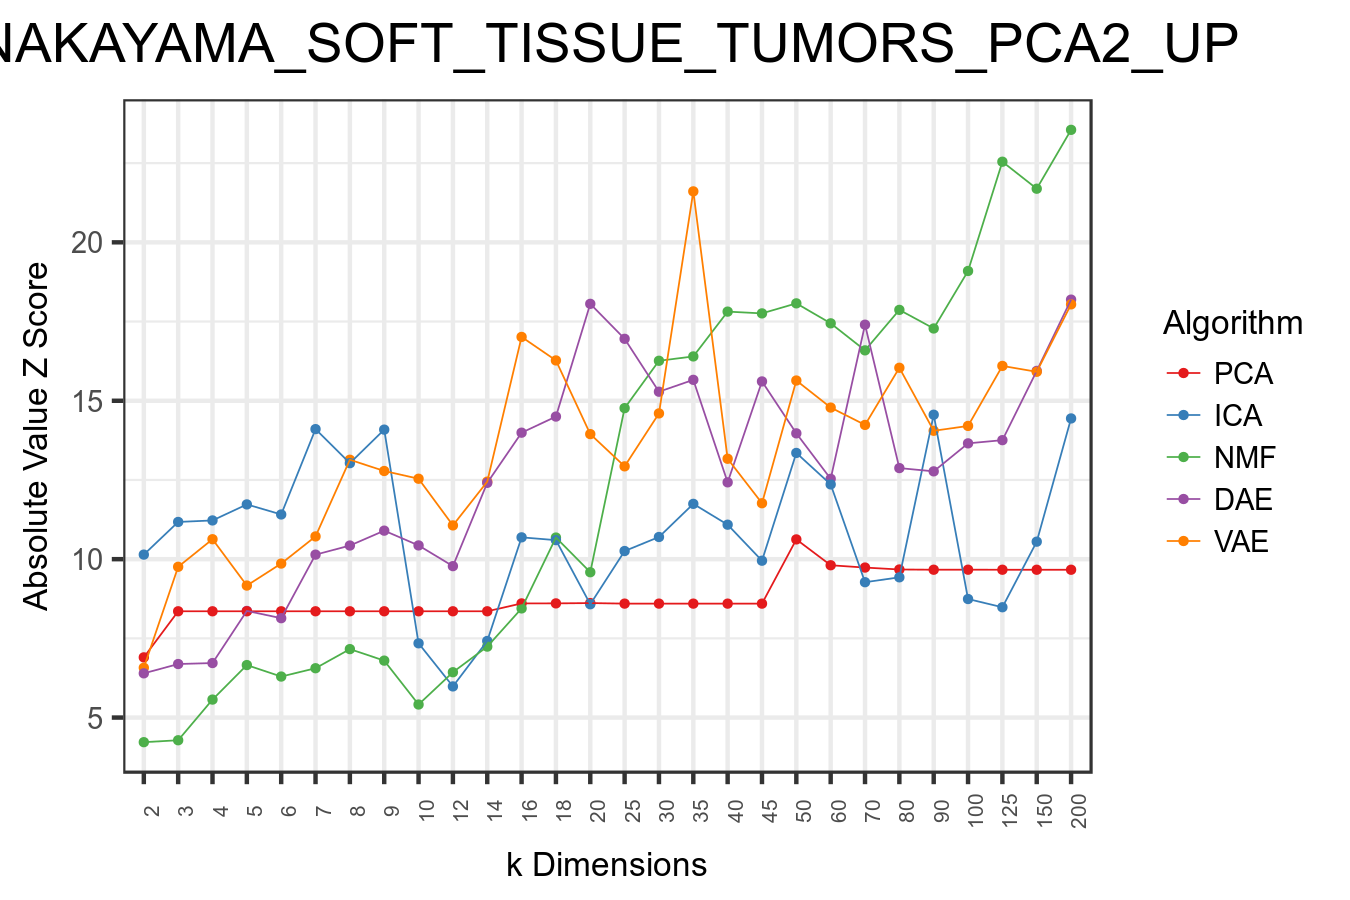 NAKAYAMA_SOFT_TISSUE_TUMORS_PCA2_UP
Absolute Value Z Score
20
15
10
5
2 3 4 5 6 7 8 9 10 12 14 16 18 20 25 30 35 40 45 50 60 70 80 90 100 125 150 200
k Dimensions
Algorithm
PCA
ICA
NMF
DAE
VAE